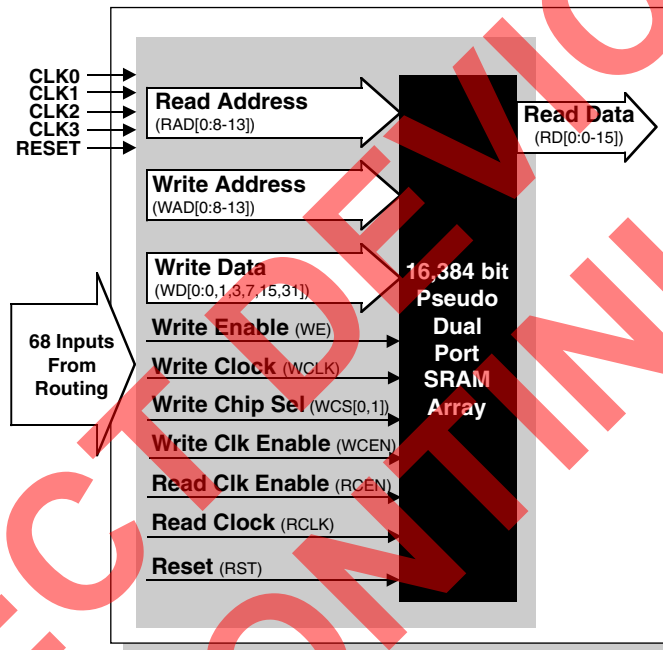 CLK0
CLK1
CLK2
CLK3
RESET
Read Address
(RAD[0:8-13])
Write Address
(WAD[0:8-13])
Write Data
(WD[0:0,1,3,7,15,31])
Write Enable (WE)
Write Clock (WCLK)
Write Chip Sel (WCS[0,1])
Write Clk Enable (WCEN)
Read Clk Enable (RCEN)
Read Clock (RCLK)
Reset (RST)
68 Inputs
From
Routing
16,384 bit
Pseudo
Dual
Port
SRAM
Array
Read Data
(RD[0:0-15])